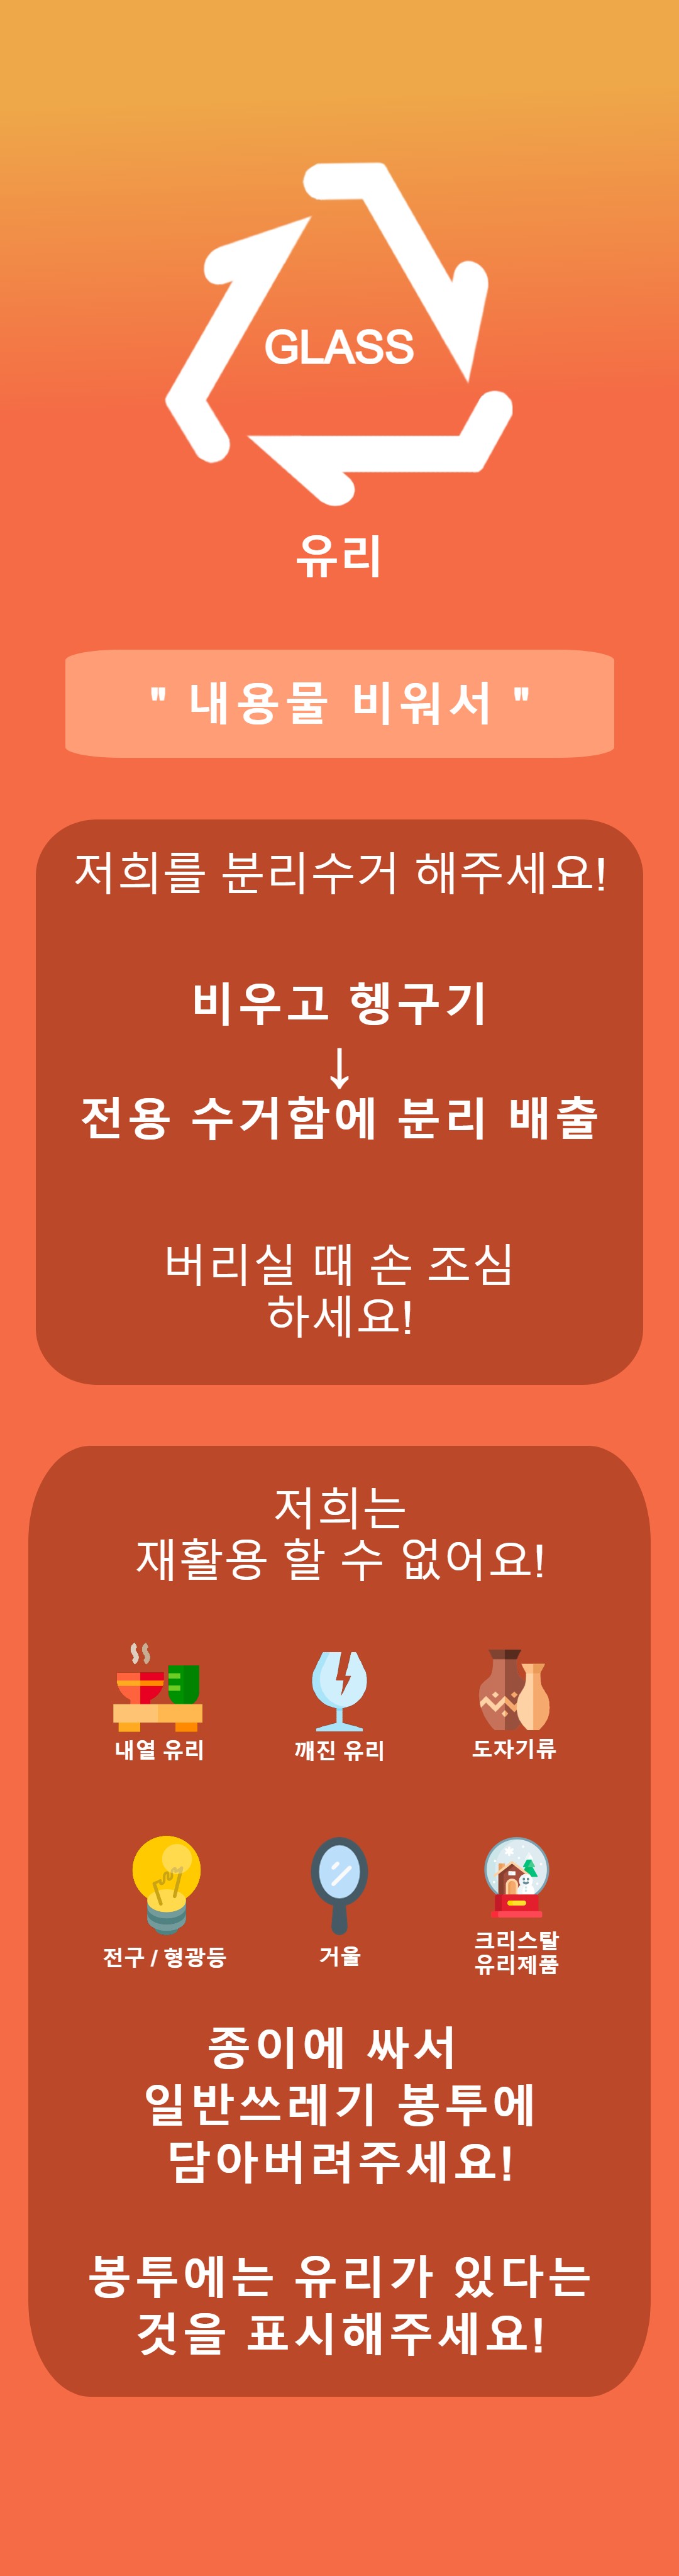 GLASS
유리
" 내용물 비워서 "
저희를 분리수거 해주세요!
비우고 헹구기
↓
전용 수거함에 분리 배출
버리실 때 손 조심
하세요!
저희는
재활용 할 수 없어요!
내열 유리
깨진 유리
도자기류
전구 / 형광등
거울
크리스탈
유리제품
종이에 싸서
일반쓰레기 봉투에
담아버려주세요!
봉투에는 유리가 있다는
것을 표시해주세요!